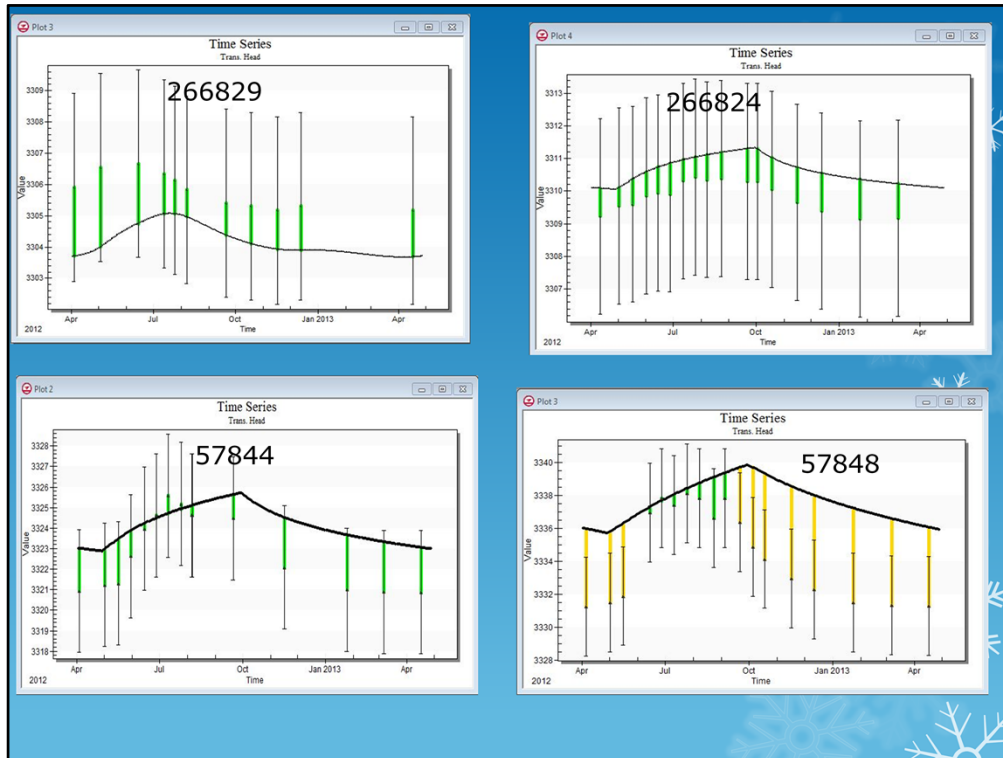 Plot 3
Time Series
Trans. Head
266829
3309
3308
3307
3306
3305
3304
3303
Value
Apr Jul Oct Jan 2013 Apr
2012 Time
Plot 4
Time Series
Trans. Head
266824
3313
3312
3311
3310
3309
3308
3307
Value
Apr Jul Oct Jan 2013 Apr
2012 Time
Plot 2
Time Series
Trans. Head
57844
3328
3327
3326
3325
3324
3323
3322
3321
3320
3319
3318
Value
Apr Jul Oct Jan 2013 Apr
2012 Time
Plot 3
Time Series
Trans. Head
57848
3340
3338
3336
3334
3332
3330
3328
Value
Apr Jul Oct Jan 2013 Apr
2012 Time